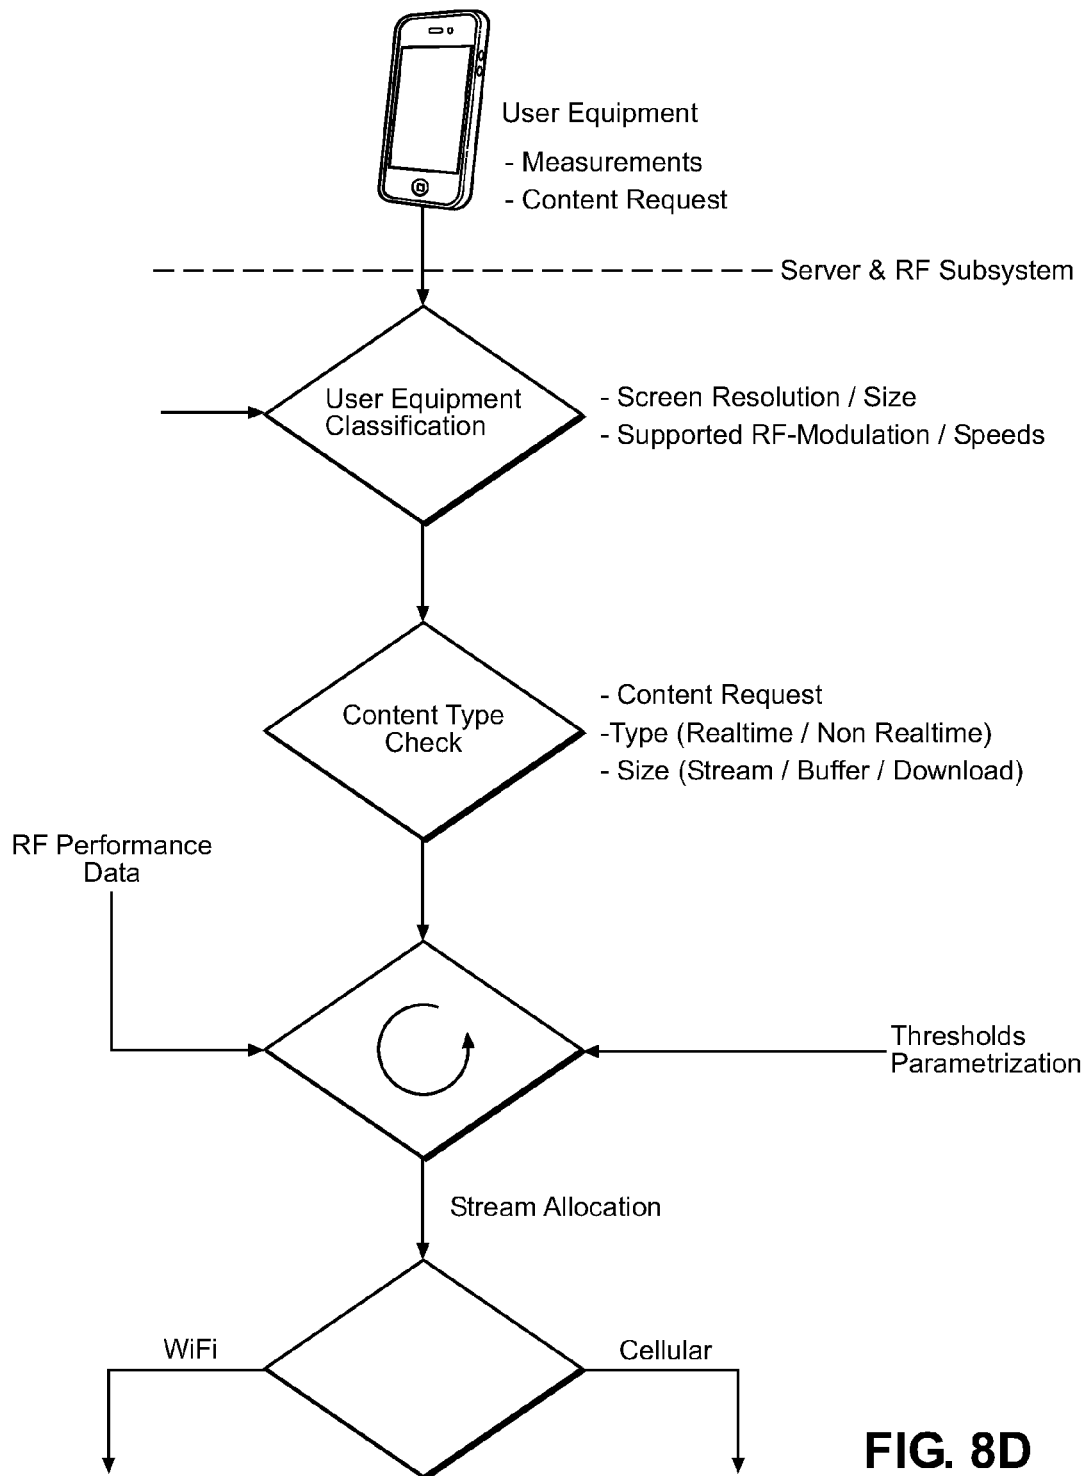 User Equipment
- Measurements
- Content Request
Server & RF Subsystem
User Equipment
Classification
- Screen Resolution / Size
- Supported RF-Modulation / Speeds
Content Type
Check
- Content Request
-Type (Realtime / Non Realtime)
- Size (Stream / Buffer / Download)
RF Performance
Data
Thresholds
Parametrization
Stream Allocation
WiFi
Cellular
FIG. 8D